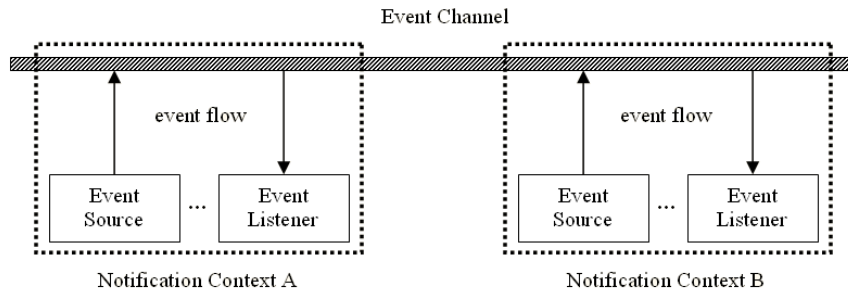 Event Channel
event flow
event flow
Event
Source
...
Event
Listener
Event
Source
...
Event
Listener
Notification Context A
Notification Context B